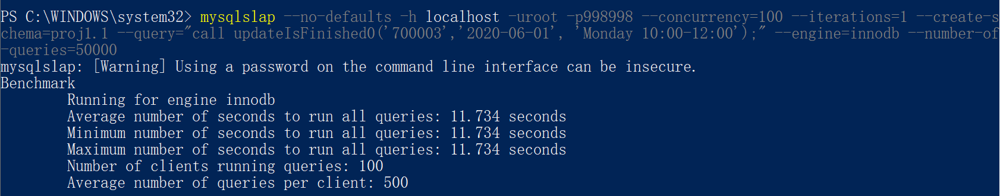 PS C:\WINDOWS\system32> mysqlslap --no-defaults -h localhost -uroot -p998998 --concurrency=100 --iterations=1 --create-s
chema=proj1.1 --query="call updateIsFinished0('700003','2020-06-01', 'Monday 10:00-12:00');" --engine=innodb --number-of
-queries=50000
mysqlslap: [Warning] Using a password on the command line interface can be insecure.
Benchmark
Running for engine innodb
Average number of seconds to run all queries: 11.734 seconds
Minimum number of seconds to run all queries: 11.734 seconds
Maximum number of seconds to run all queries: 11.734 seconds
Number of clients running queries: 100
Average number of queries per client: 500